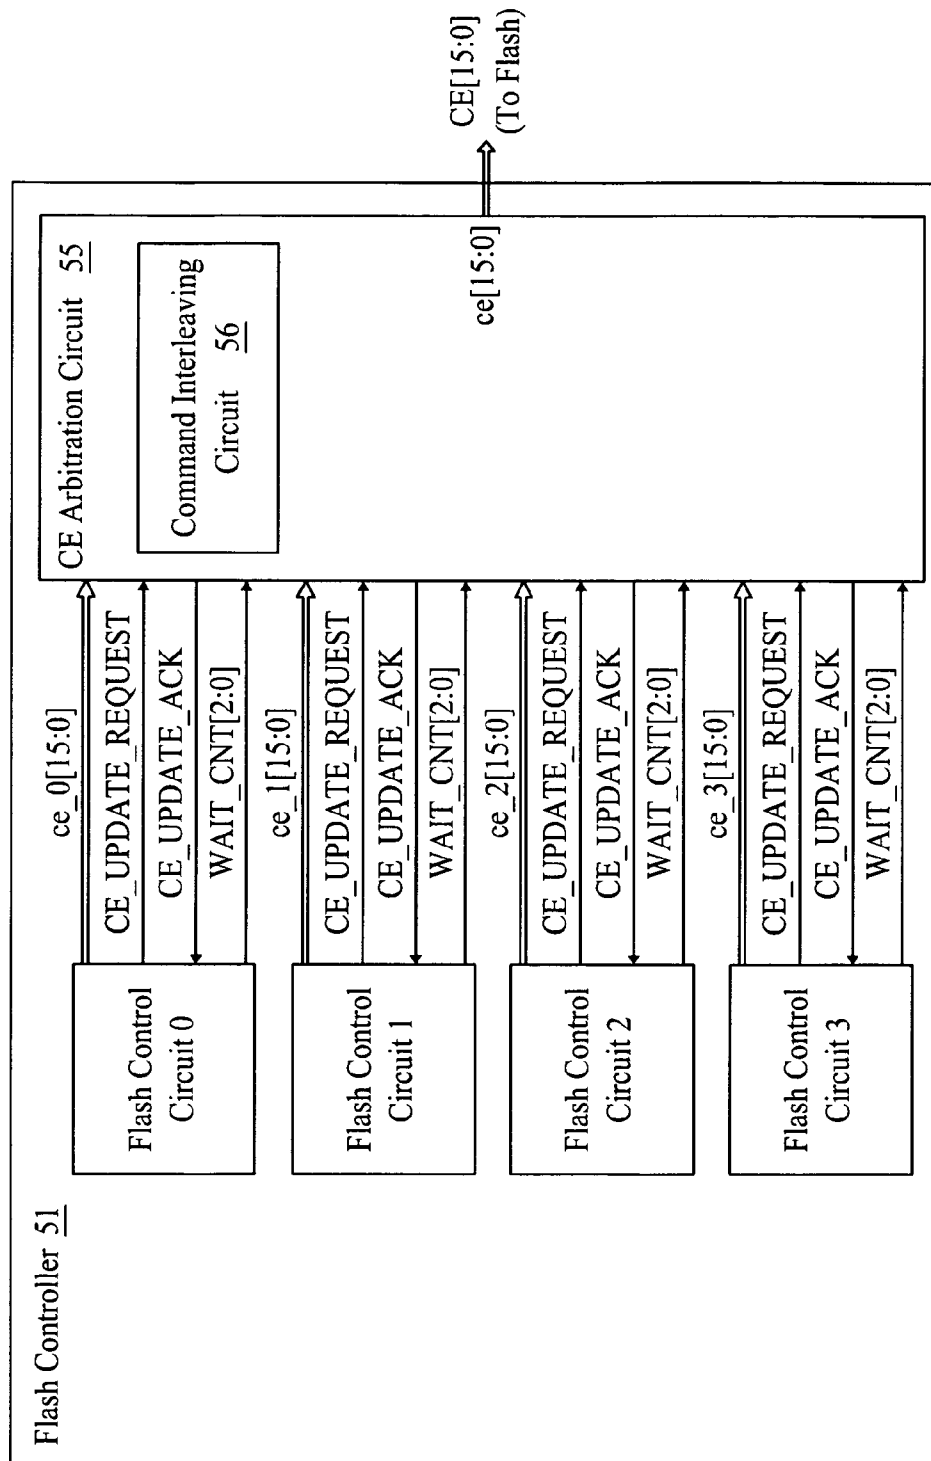 Flash Controller 51
Flash Control
Circuit 0
ce_0[15:0]
CE_UPDATE_REQUEST
CE_UPDATE_ACK
WAIT_CNT[2:0]
Flash Control
Circuit 1
ce_1[15:0]
CE_UPDATE_REQUEST
CE_UPDATE_ACK
WAIT_CNT[2:0]
Flash Control
Circuit 2
ce_2[15:0]
CE_UPDATE_REQUEST
CE_UPDATE_ACK
WAIT_CNT[2:0]
Flash Control
Circuit 3
ce_3[15:0]
CE_UPDATE_REQUEST
CE_UPDATE_ACK
WAIT_CNT[2:0]
CE Arbitration Circuit 55
Command Interleaving
Circuit 56
ce[15:0]
CE[15:0]
(To Flash)